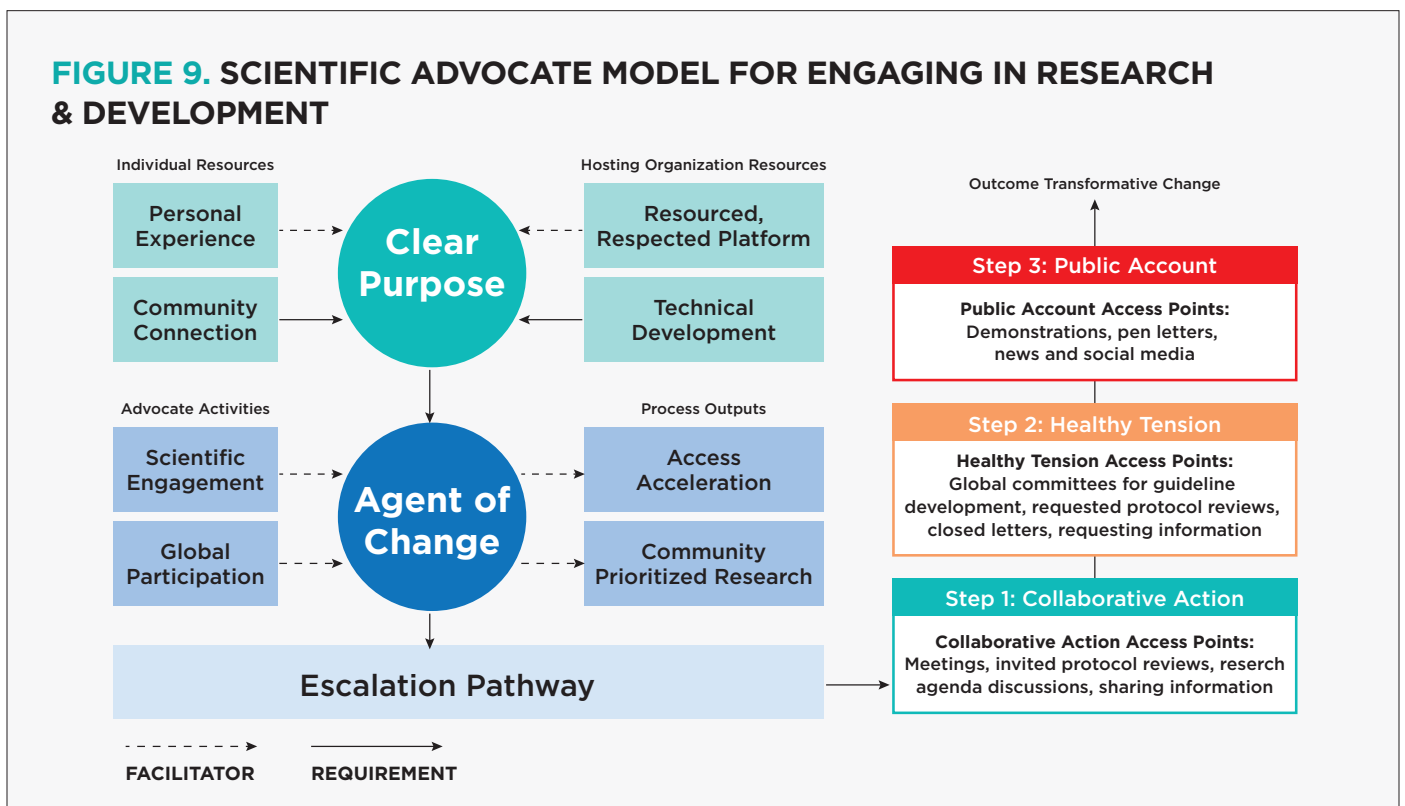 FIGURE 9. SCIENTIFIC ADVOCATE MODEL FOR ENGAGING IN RESEARCH
& DEVELOPMENT
Individual Resources
Personal
Experience
Community
Connection
Clear
Purpose
Hosting Organization Resources
Resourced,
Respected Platform
Technical
Development
Advocate Activities
Scientific
Engagement
Global
Participation
Agent of
Change
Process Outputs
Access
Acceleration
Community
Prioritized Research
Escalation Pathway
FACILITATOR
REQUIREMENT
Outcome Transformative Change
Step 3: Public Account
Public Account Access Points:
Demonstrations, pen letters,
news and social media
Step 2: Healthy Tension
Healthy Tension Access Points:
Global committees for guideline
development, requested protocol reviews,
closed letters, requesting information
Step 1: Collaborative Action
Collaborative Action Access Points:
Meetings, invited protocol reviews, reserch
agenda discussions, sharing information